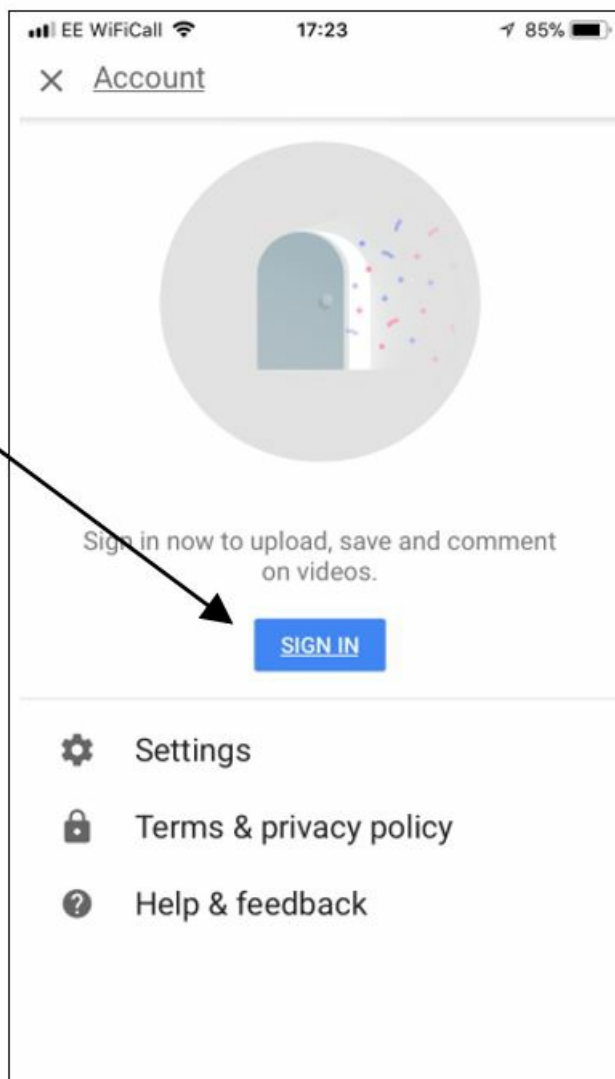 EE WiFiCall 17:23 85%
Account
Sign in now to upload, save and comment
on videos.
SIGN IN
Settings
Terms & privacy policy
Help & feedback